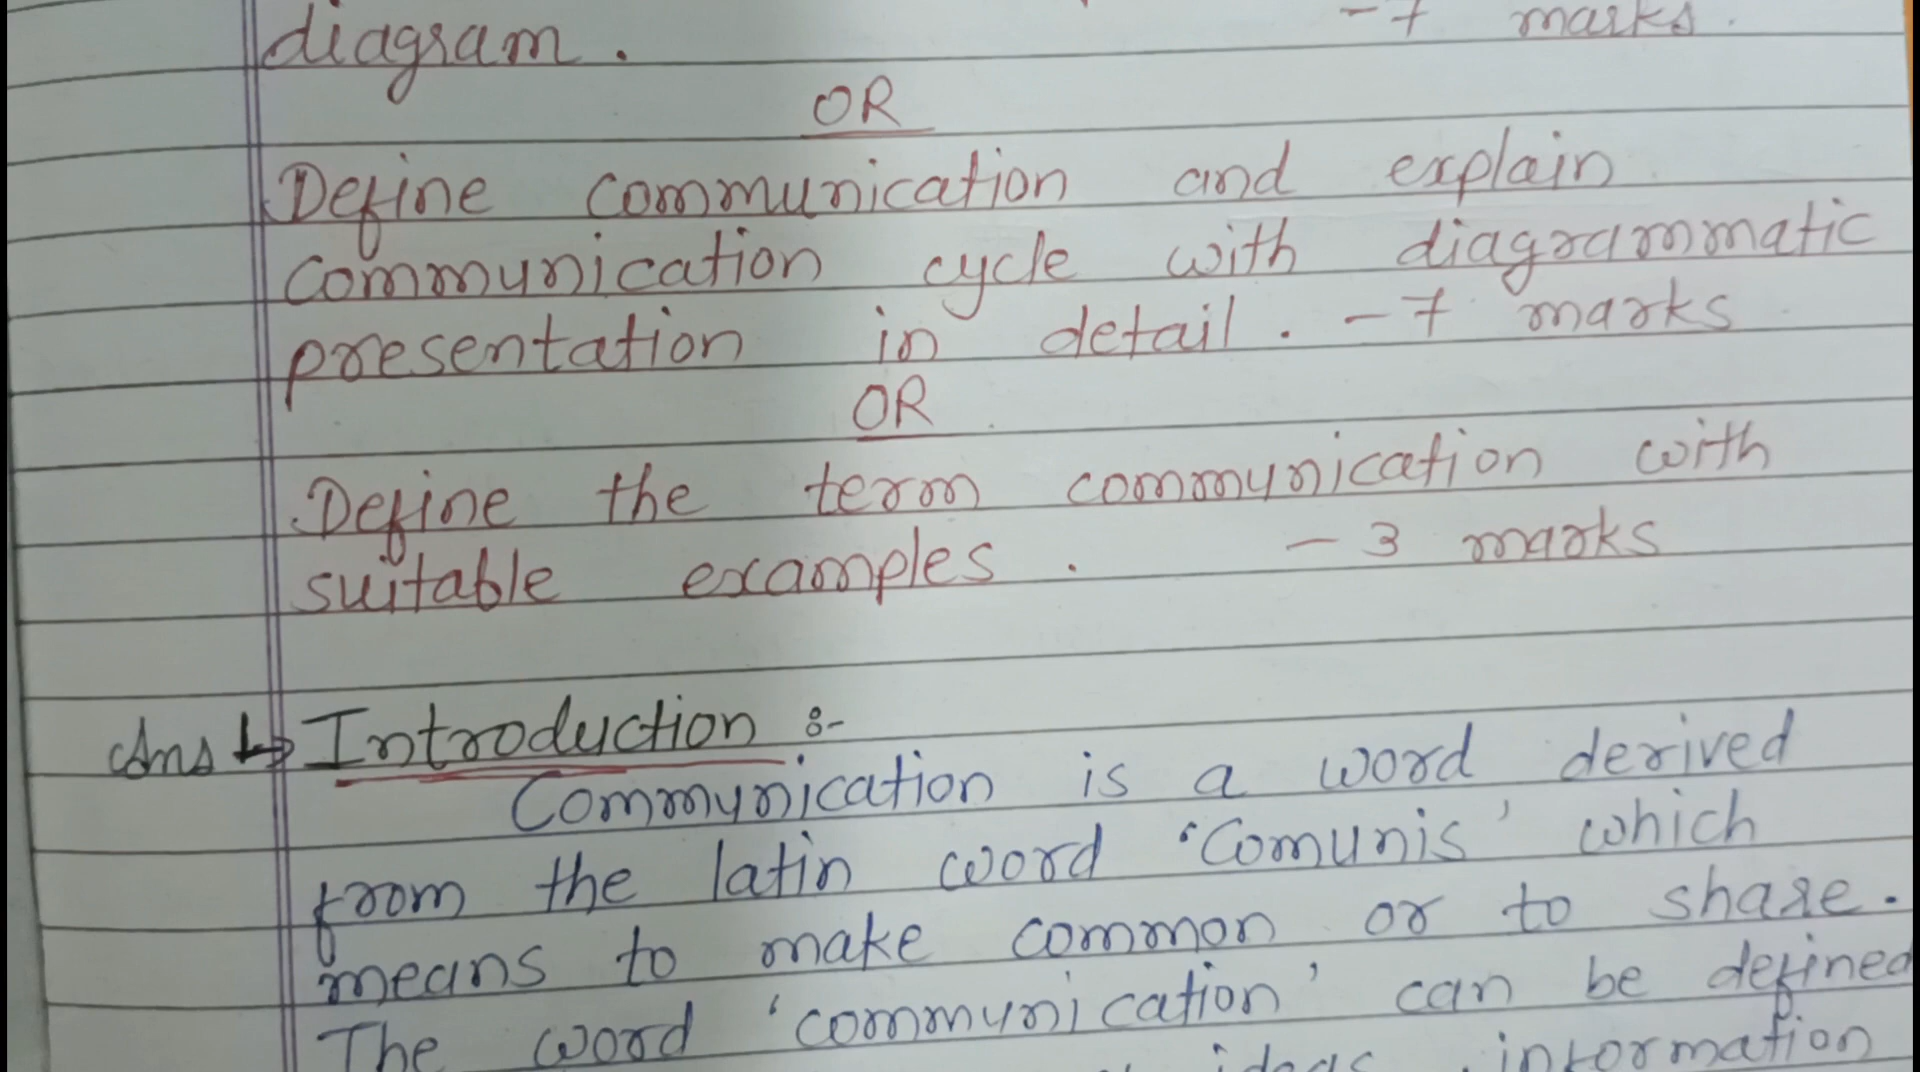 diagram. -7 marks.
OR
Define communication and explain
communication cycle with diagrammatic
presentation in detail. -7 marks
OR
Define the term communication with
suitable examples. - 3 marks
Ans ↳ Introduction :-
Communication is a word derived
from the latin word 'Comunis' which
means to make common or to share.
The word 'communication' can be defined
ideas, information